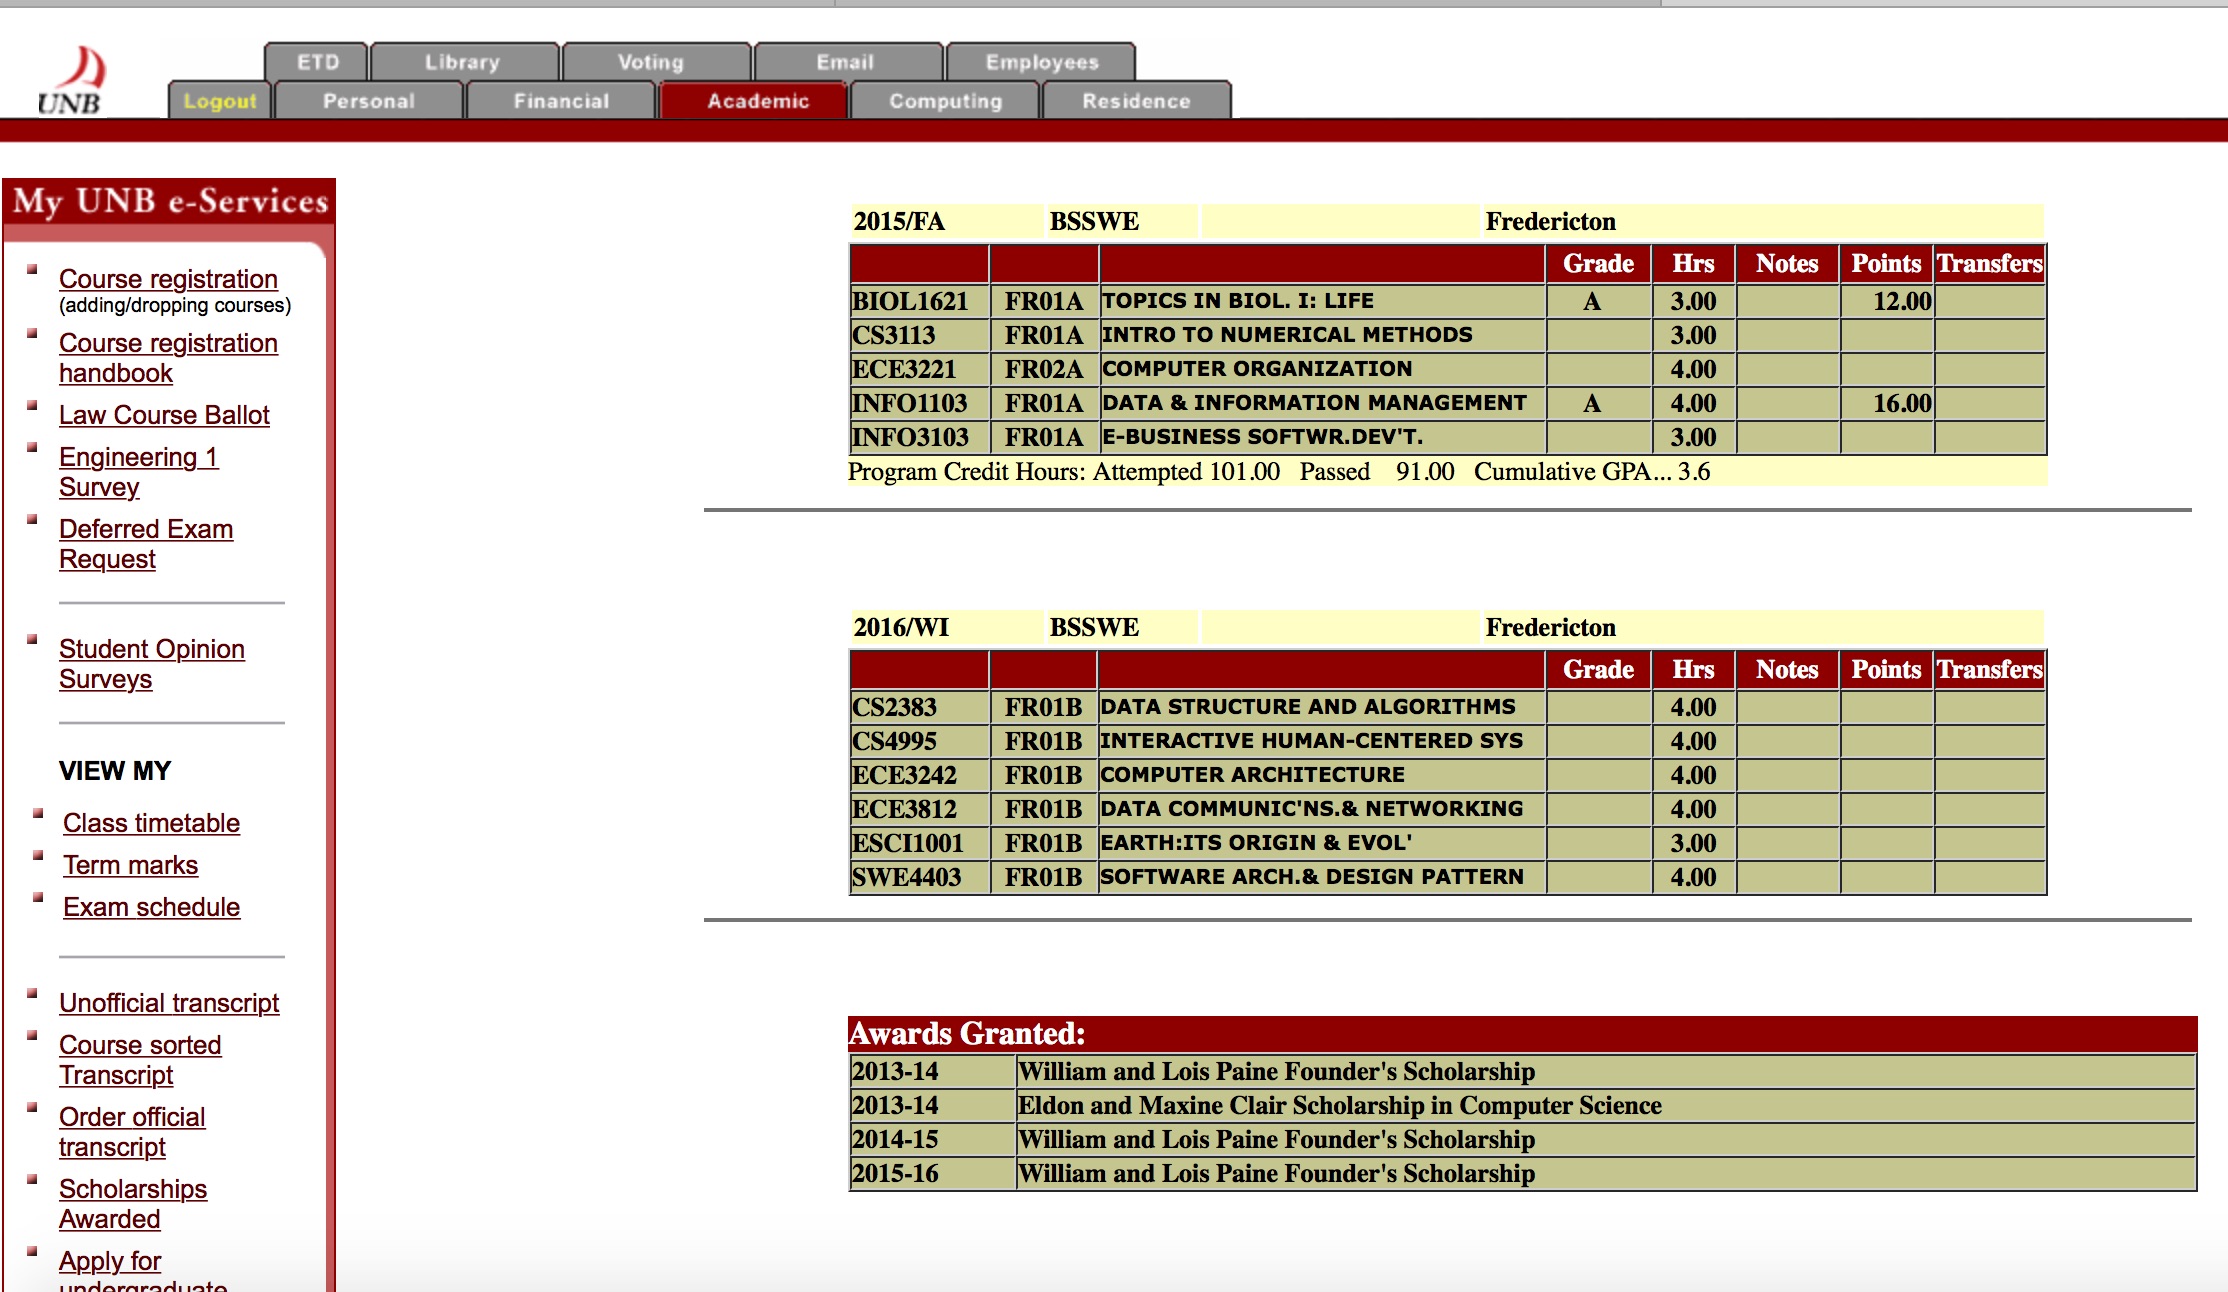 ETD Library Voting Email Employees
UNB
Logout Personal Financial Academic Computing Residence
My UNB e-Services
Course registration
(adding/dropping courses)
Course registration
handbook
Law Course Ballot
Engineering 1
Survey
Deferred Exam
Request
Student Opinion
Surveys
VIEW MY
Class timetable
Term marks
Exam schedule
Unofficial transcript
Course sorted
Transcript
Order official
transcript
Scholarships
Awarded
Apply for
undergraduate
2015/FA BSSWE Fredericton
Grade Hrs Notes Points Transfers
BIOL1621 FR01A TOPICS IN BIOL. I: LIFE A 3.00 12.00
CS3113 FR01A INTRO TO NUMERICAL METHODS 3.00
ECE3221 FR02A COMPUTER ORGANIZATION 4.00
INFO1103 FR01A DATA & INFORMATION MANAGEMENT A 4.00 16.00
INFO3103 FR01A E-BUSINESS SOFTWR.DEV'T. 3.00
Program Credit Hours: Attempted 101.00 Passed 91.00 Cumulative GPA... 3.6
2016/WI BSSWE Fredericton
Grade Hrs Notes Points Transfers
CS2383 FR01B DATA STRUCTURE AND ALGORITHMS 4.00
CS4995 FR01B INTERACTIVE HUMAN-CENTERED SYS 4.00
ECE3242 FR01B COMPUTER ARCHITECTURE 4.00
ECE3812 FR01B DATA COMMUNIC'NS.& NETWORKING 4.00
ESCI1001 FR01B EARTH:ITS ORIGIN & EVOL' 3.00
SWE4403 FR01B SOFTWARE ARCH.& DESIGN PATTERN 4.00
Awards Granted:
2013-14 William and Lois Paine Founder's Scholarship
2013-14 Eldon and Maxine Clair Scholarship in Computer Science
2014-15 William and Lois Paine Founder's Scholarship
2015-16 William and Lois Paine Founder's Scholarship